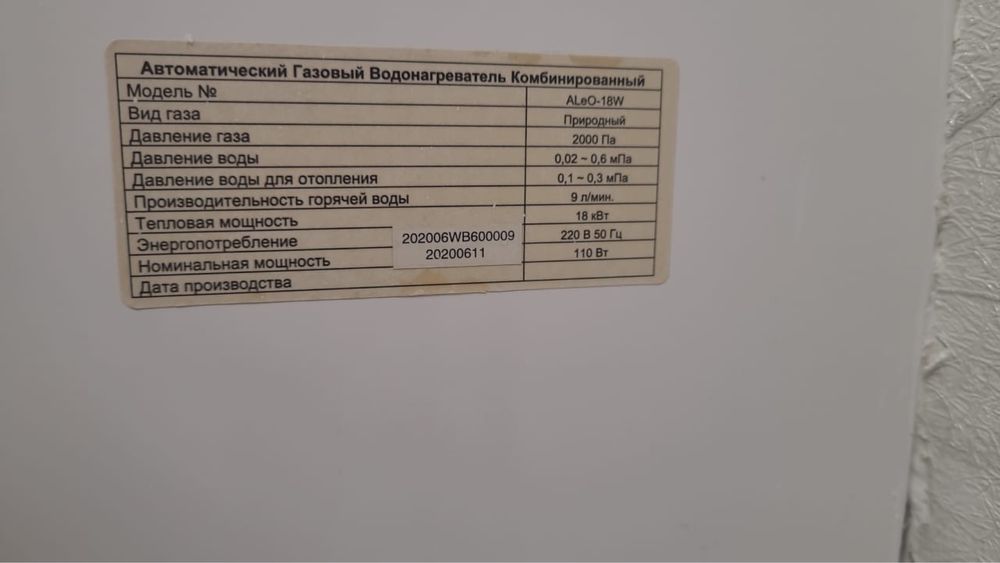 Автоматический Газовый Водонагреватель Комбинированный
Модель № ALeO-18W
Вид газа Природный
Давление газа 2000 Па
Давление воды 0,02 ~ 0,6 мПа
Давление воды для отопления 0,1 ~ 0,3 мПа
Производительность горячей воды 9 л/мин.
Тепловая мощность 18 кВт
Энергопотребление 220 В 50 Гц
Номинальная мощность 110 Вт
Дата производства
202006WB600009
20200611